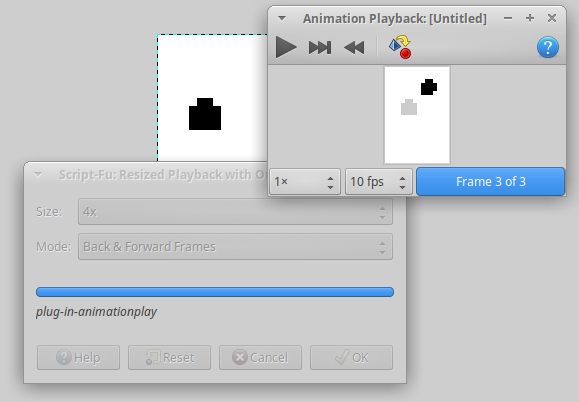 Animation Playback: [Untitled]
?
1×
10 fps
Frame 3 of 3
Script-Fu: Resized Playback with O
Size:
4x
Mode:
Back & Forward Frames
plug-in-animationplay
Help
Reset
Cancel
OK